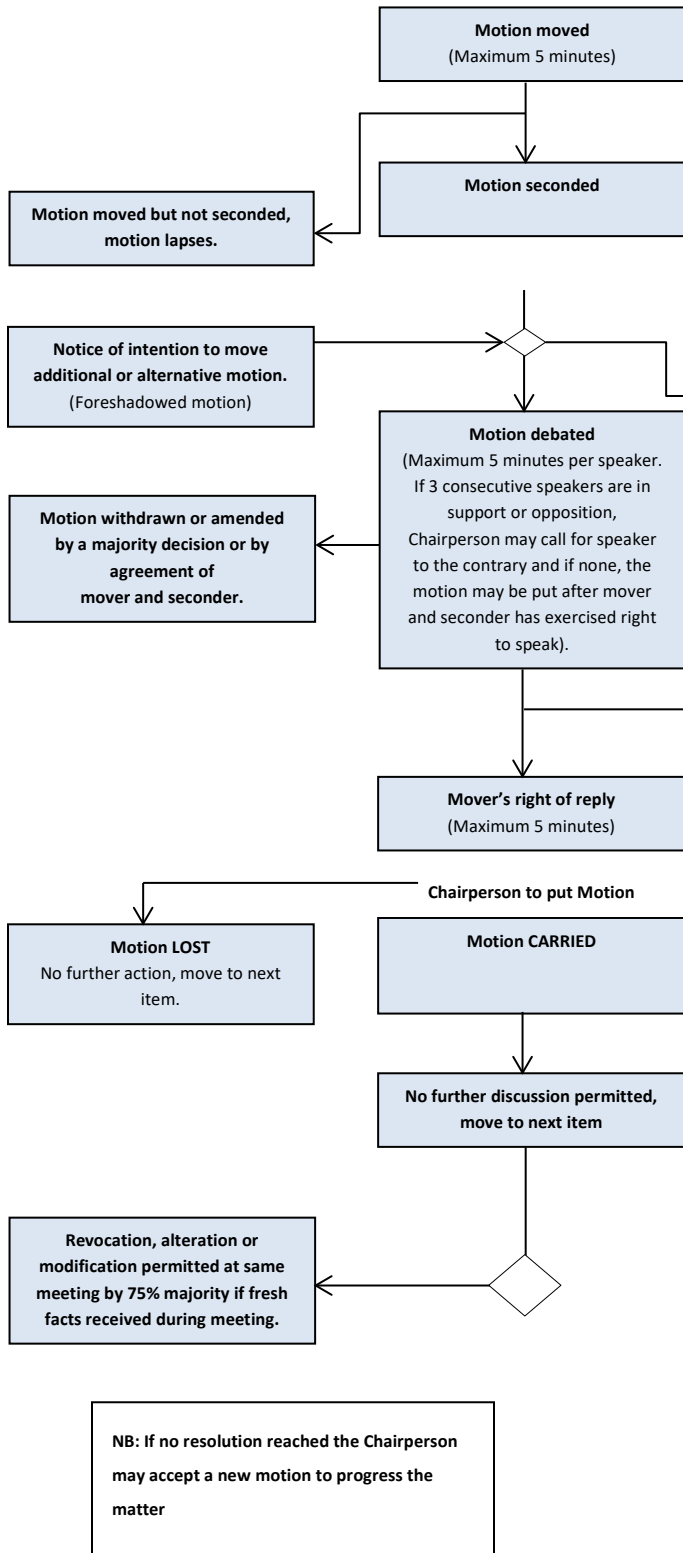 Motion moved
(Maximum 5 minutes)
Motion seconded
Motion moved but not seconded,
motion lapses.
Notice of intention to move
additional or alternative motion.
(Foreshadowed motion)
Motion debated
(Maximum 5 minutes per speaker.
If 3 consecutive speakers are in
support or opposition,
Chairperson may call for speaker
to the contrary and if none, the
motion may be put after mover
and seconder has exercised right
to speak).
Motion withdrawn or amended
by a majority decision or by
agreement of
mover and seconder.
Mover’s right of reply
(Maximum 5 minutes)
Chairperson to put Motion
Motion LOST
No further action, move to next
item.
Motion CARRIED
No further discussion permitted,
move to next item
Revocation, alteration or
modification permitted at same
meeting by 75% majority if fresh
facts received during meeting.
NB: If no resolution reached the Chairperson
may accept a new motion to progress the
matter